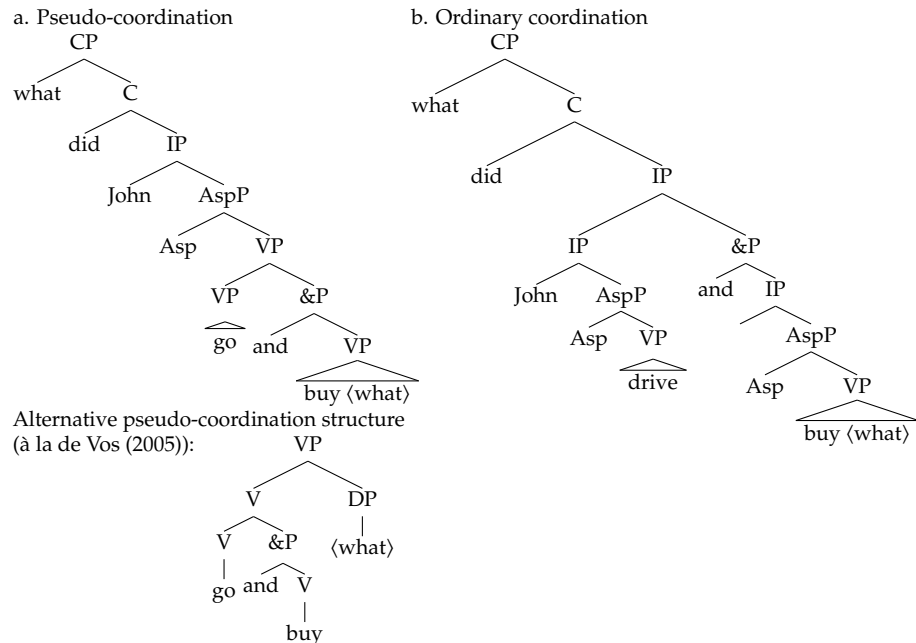 a. Pseudo-coordination
CP
what C
did IP
John AspP
Asp VP
VP &P
go and VP
buy ⟨what⟩
Alternative pseudo-coordination structure
(à la de Vos (2005)):
VP
V DP
V &P ⟨what⟩
go and V
buy
b. Ordinary coordination
CP
what C
did IP
IP &P
John AspP and IP
Asp VP AspP
drive Asp VP
buy ⟨what⟩